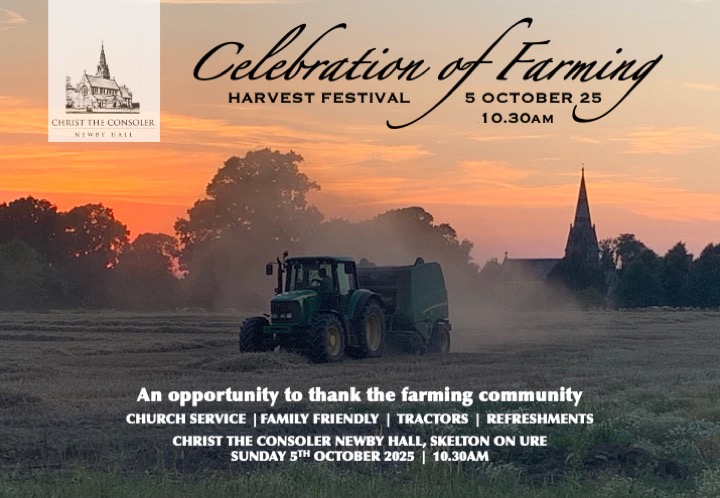 Celebration of Farming
HARVEST FESTIVAL 5 OCTOBER 25
10.30AM
CHRIST THE CONSOLER
NEWBY HALL
An opportunity to thank the farming community
CHURCH SERVICE | FAMILY FRIENDLY | TRACTORS | REFRESHMENTS
CHRIST THE CONSOLER NEWBY HALL, SKELTON ON URE
SUNDAY 5TH OCTOBER 2025 | 10.30AM